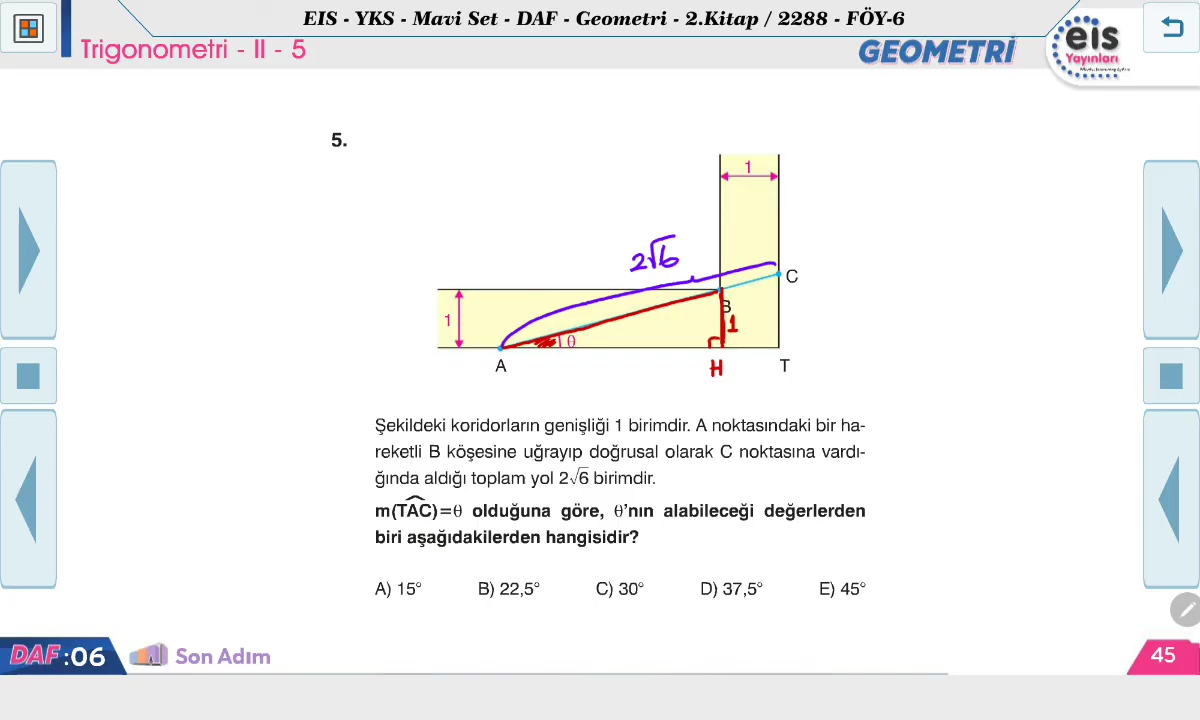 EIS - YKS - Mavi Set - DAF - Geometri - 2.Kitap / 2288 - FÖY-6
Trigonometri - II - 5
GEOMETRİ
eis
Yayınları
5.
1
2√6
C
1
B
1
θ
A
H
T
Şekildeki koridorların genişliği 1 birimdir. A noktasındaki bir ha-
reketli B köşesine uğrayıp doğrusal olarak C noktasına vardı-
ğında aldığı toplam yol 2√6 birimdir.
m(TAC)=θ olduğuna göre, θ'nın alabileceği değerlerden
biri aşağıdakilerden hangisidir?
A) 15° B) 22,5° C) 30° D) 37,5° E) 45°
DAF:06 Son Adım
45